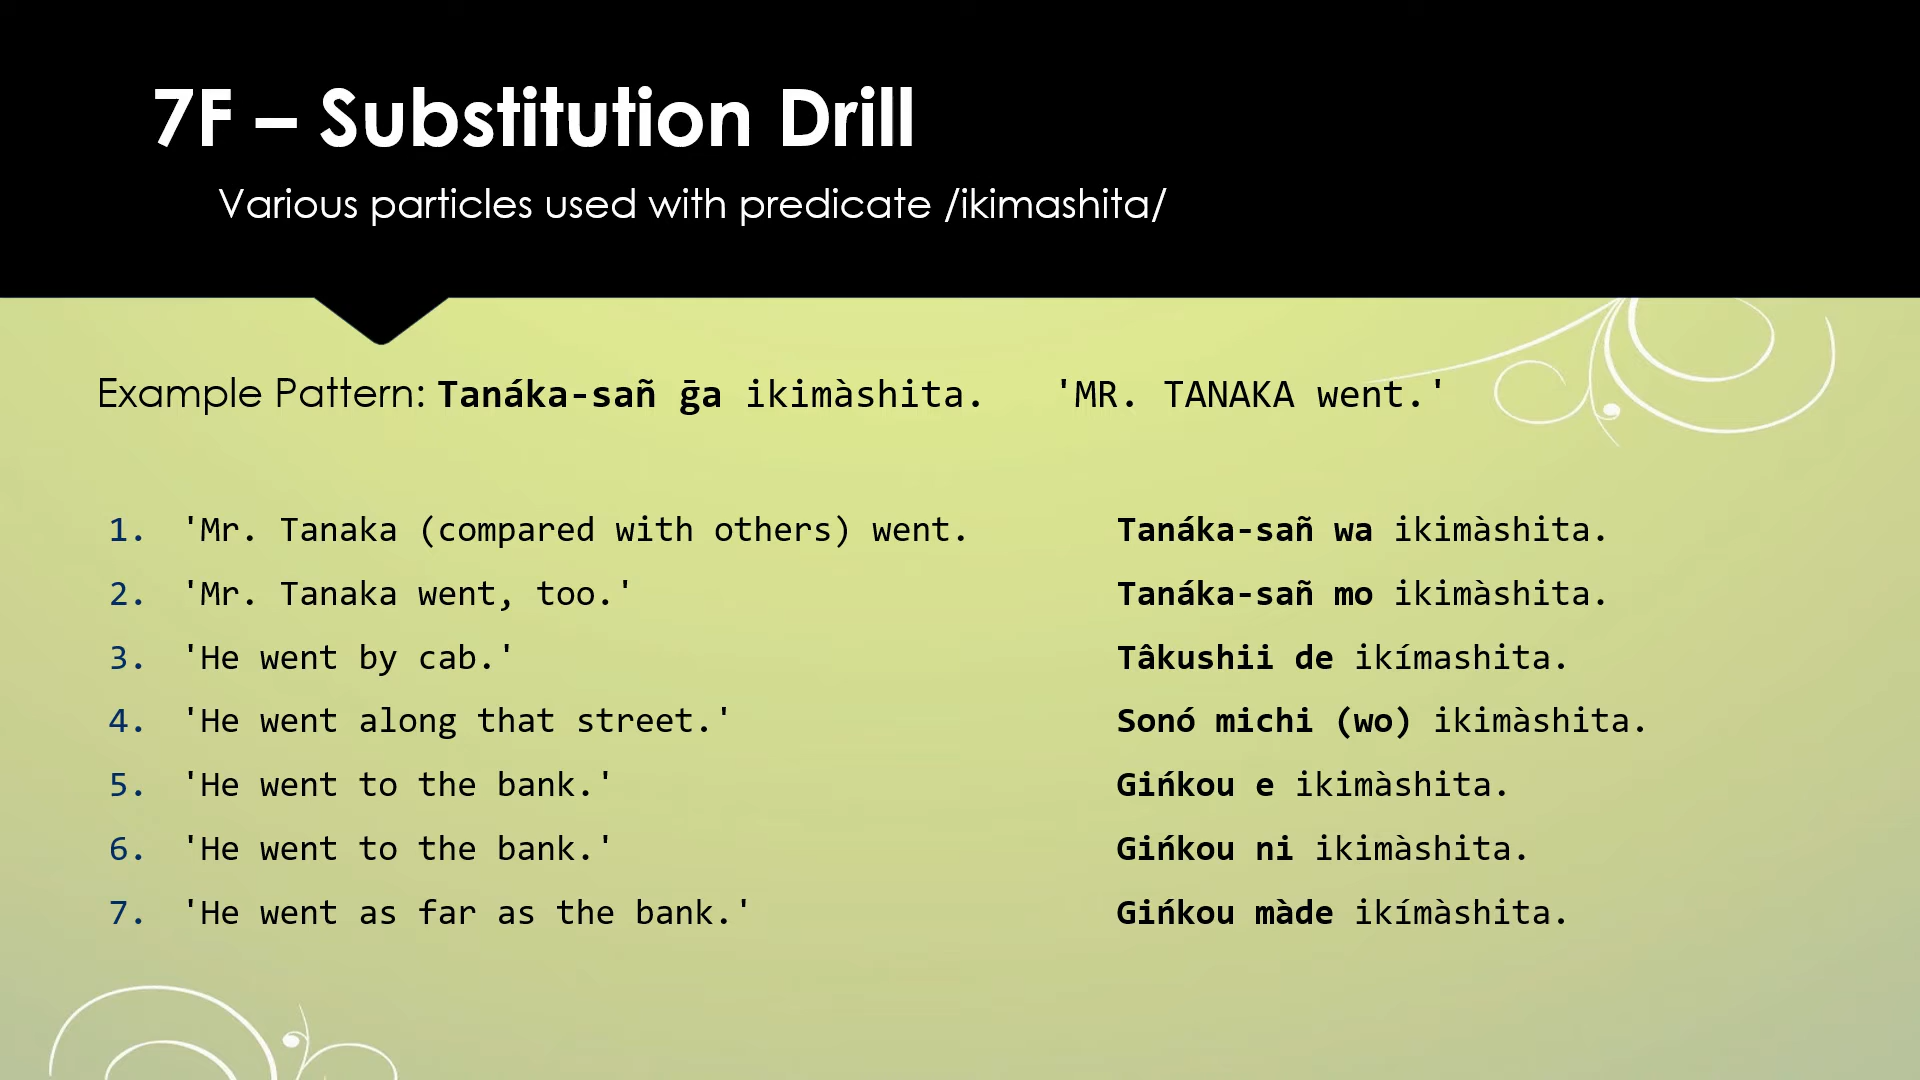 7F – Substitution Drill
Various particles used with predicate /ikimashita/
Example Pattern: Tanáka-sañ ḡa ikimàshita. 'MR. TANAKA went.'
1. 'Mr. Tanaka (compared with others) went. Tanáka-sañ wa ikimàshita.
2. 'Mr. Tanaka went, too.' Tanáka-sañ mo ikimàshita.
3. 'He went by cab.' Tâkushii de ikímashita.
4. 'He went along that street.' Sonó michi (wo) ikimàshita.
5. 'He went to the bank.' Gińkou e ikimàshita.
6. 'He went to the bank.' Gińkou ni ikimàshita.
7. 'He went as far as the bank.' Gińkou màde ikímàshita.